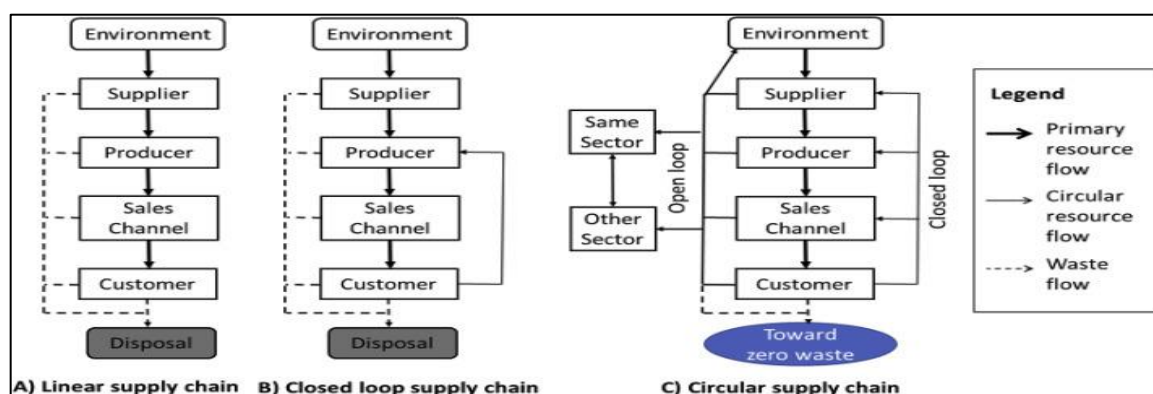 Environment
Supplier
Producer
Sales
Channel
Customer
Disposal
A) Linear supply chain
Environment
Supplier
Producer
Sales
Channel
Customer
Disposal
B) Closed loop supply chain
Environment
Supplier
Producer
Sales
Channel
Customer
Toward
zero waste
Same
Sector
Other
Sector
Open loop
Closed loop
C) Circular supply chain
Legend
Primary
resource
flow
Circular
resource
flow
Waste
flow